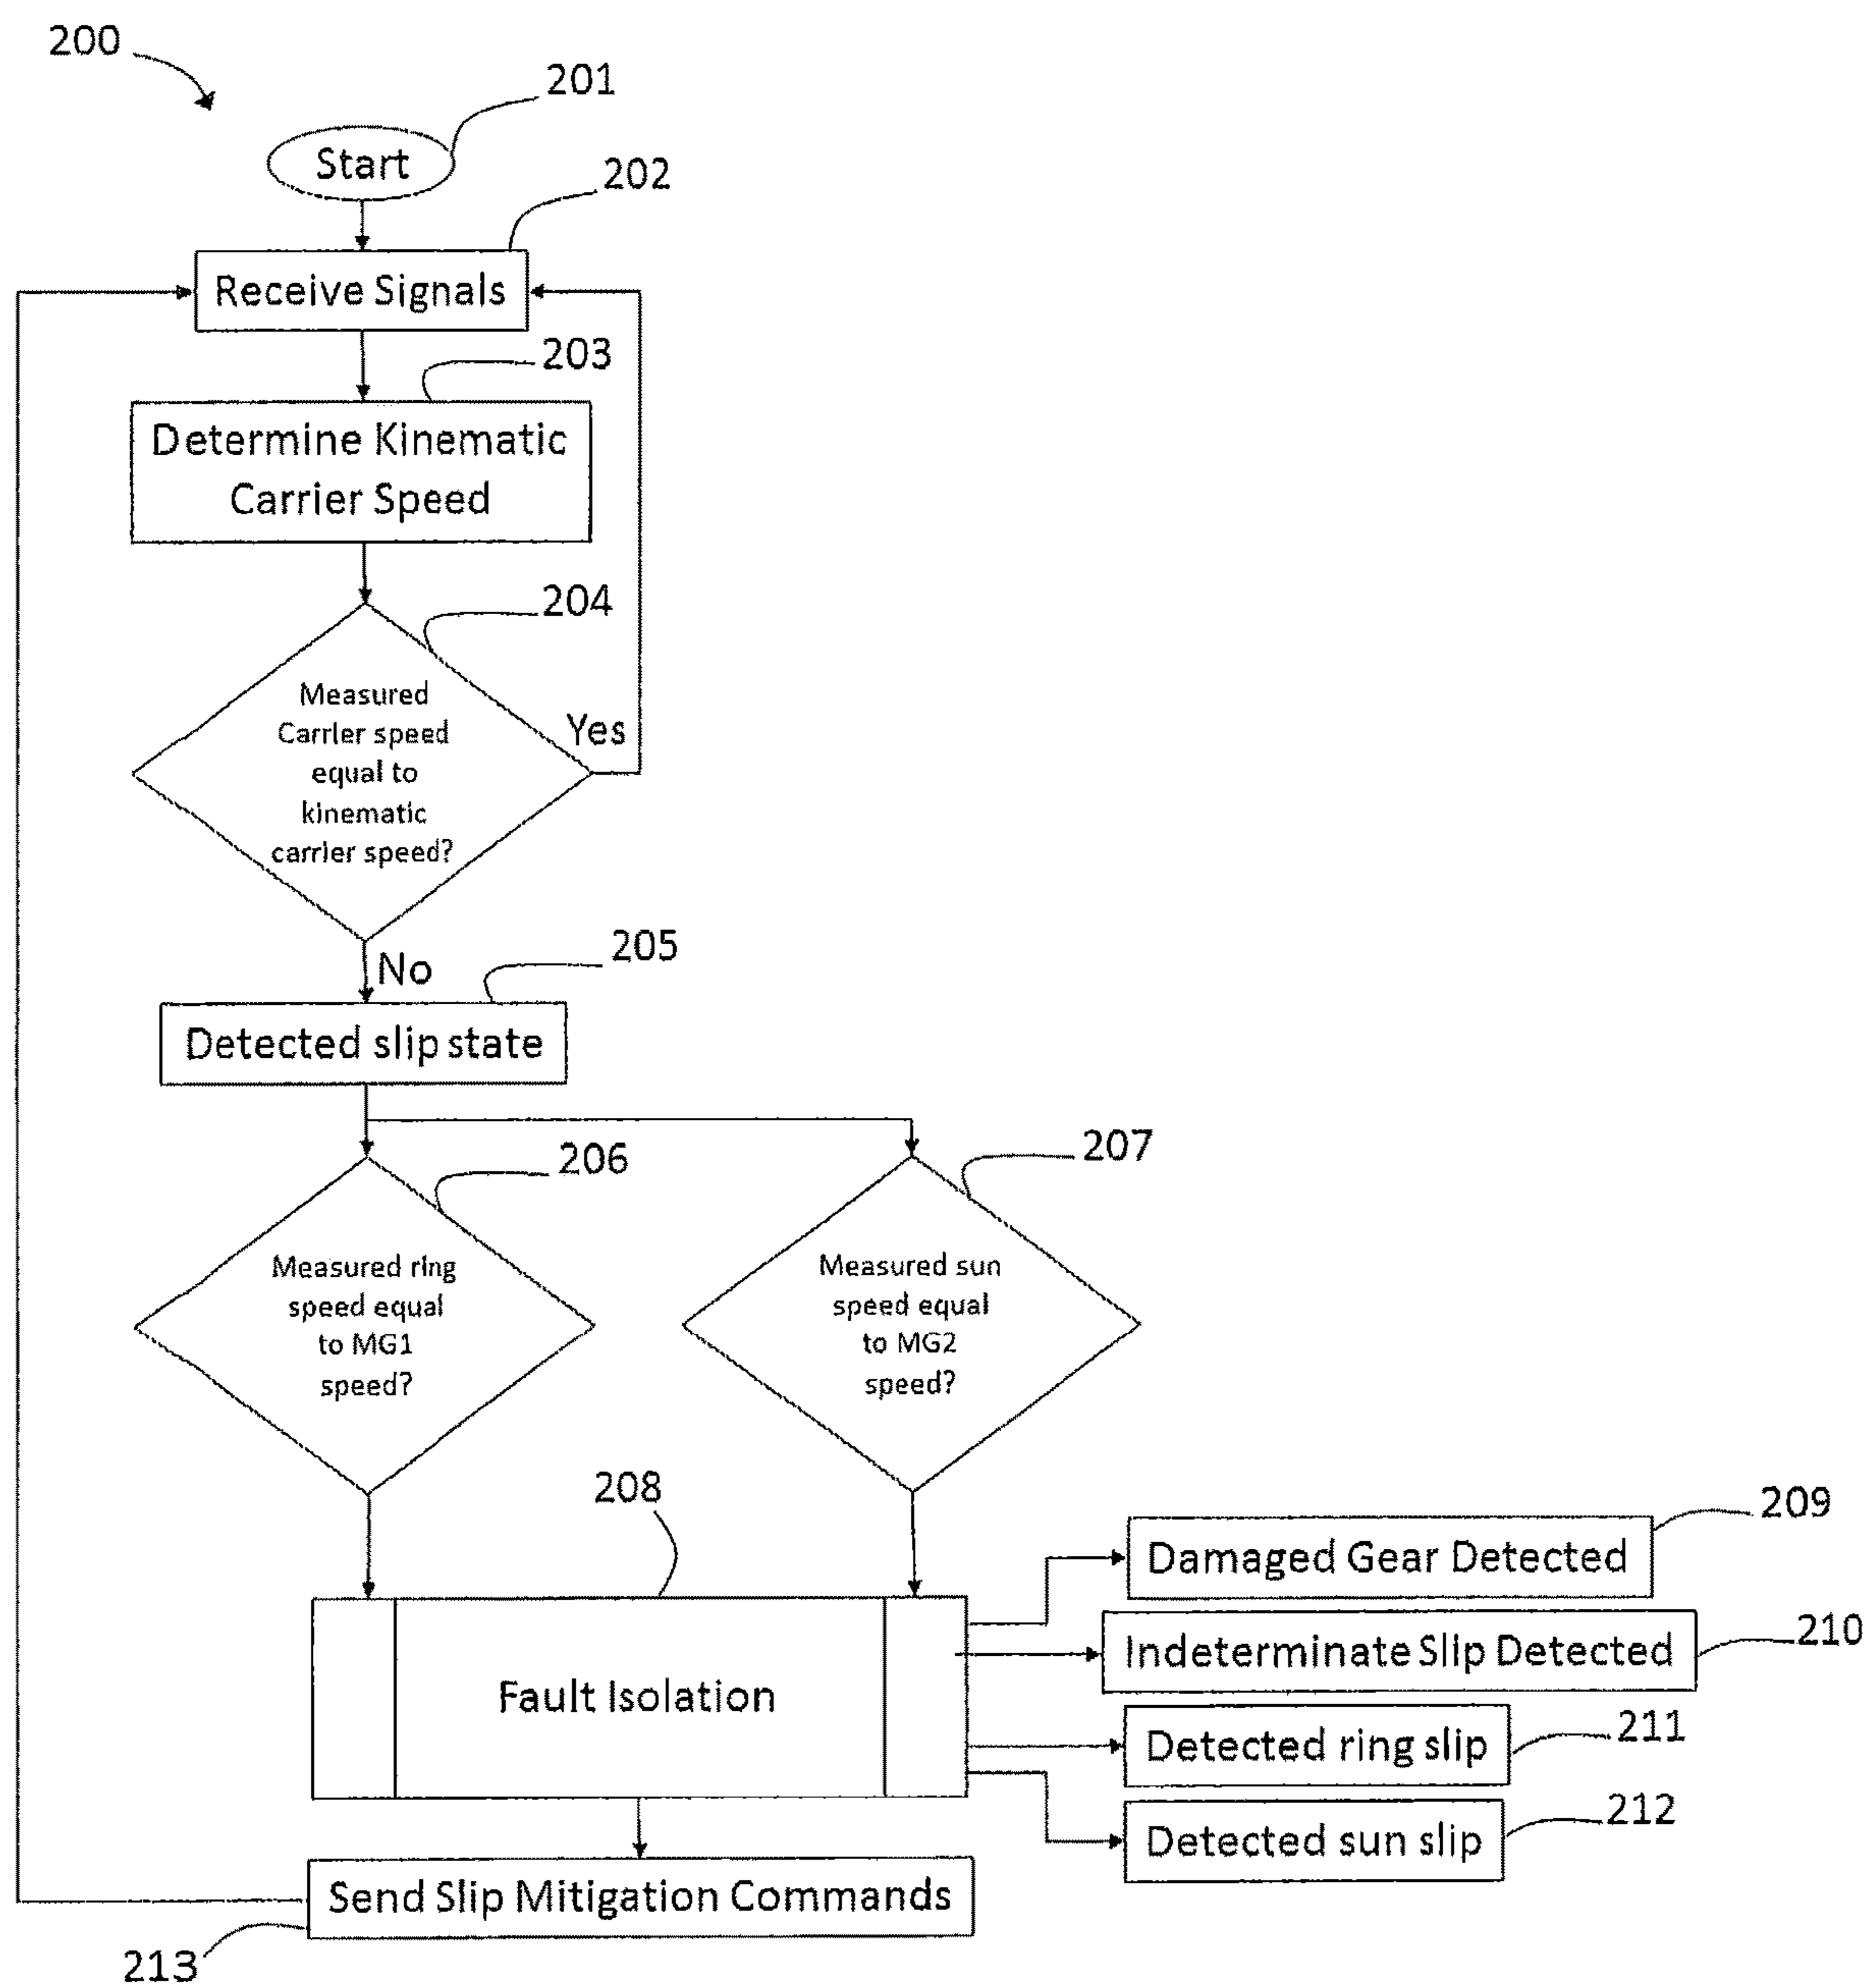 200
201
Start
202
Receive Signals
203
Determine Kinematic
Carrier Speed
204
Measured
Carrier speed
equal to
kinematic
carrier speed?
Yes
No
205
Detected slip state
206
207
Measured ring
speed equal
to MG1
speed?
Measured sun
speed equal
to MG2
speed?
208
209
Damaged Gear Detected
210
Indeterminate Slip Detected
Fault Isolation
211
Detected ring slip
212
Detected sun slip
Send Slip Mitigation Commands
213